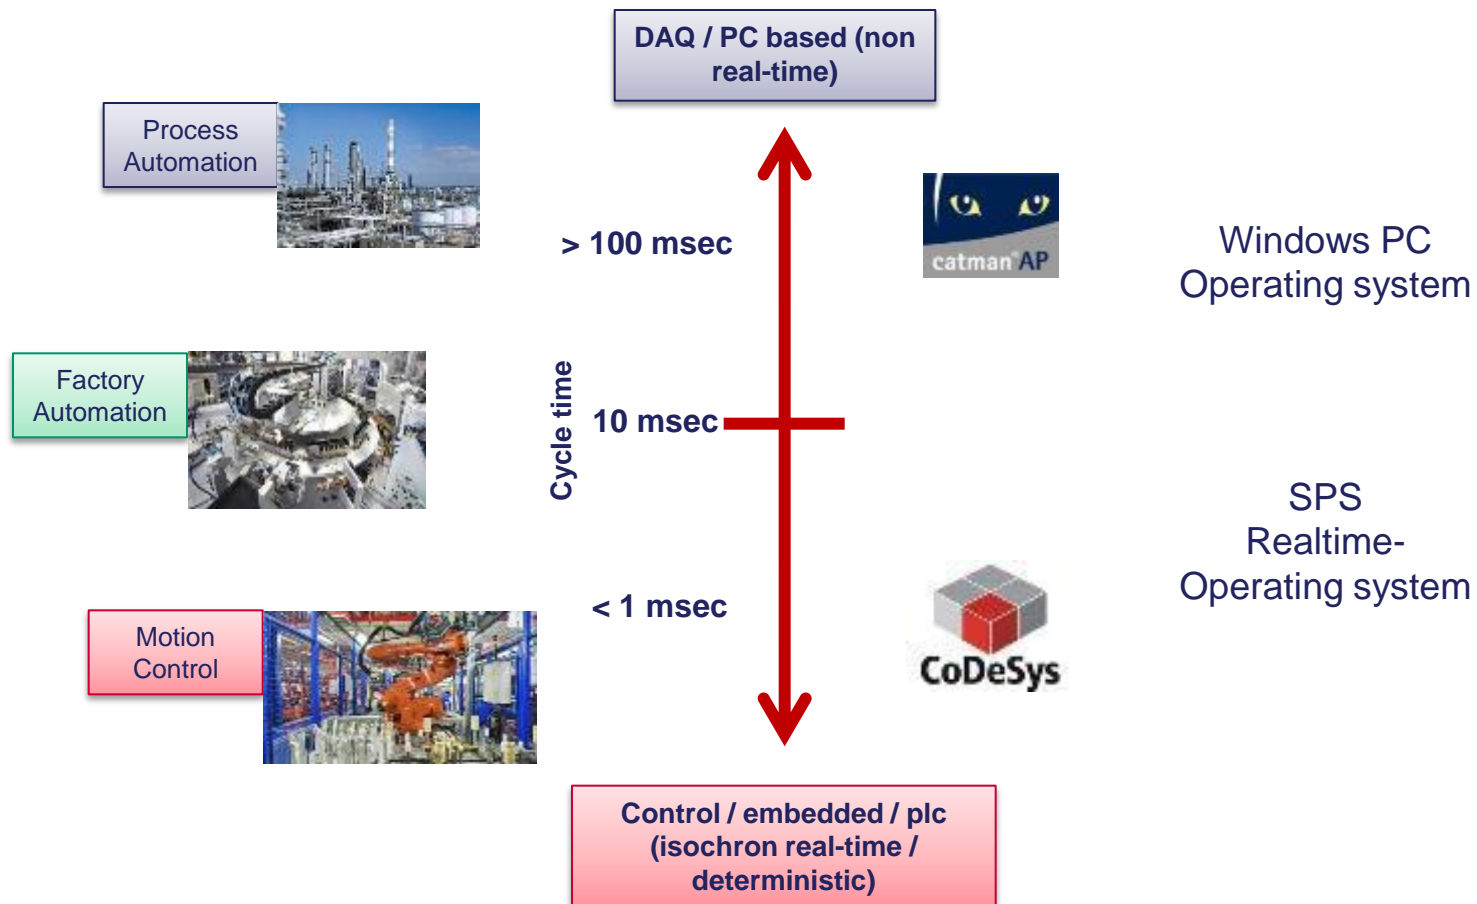 DAQ / PC based (non
real-time)
Process
Automation
> 100 msec
catman®AP
Windows PC
Operating system
Factory
Automation
Cycle time
10 msec
SPS
Realtime-
Operating system
< 1 msec
Motion
Control
CoDeSys
Control / embedded / plc
(isochron real-time /
deterministic)